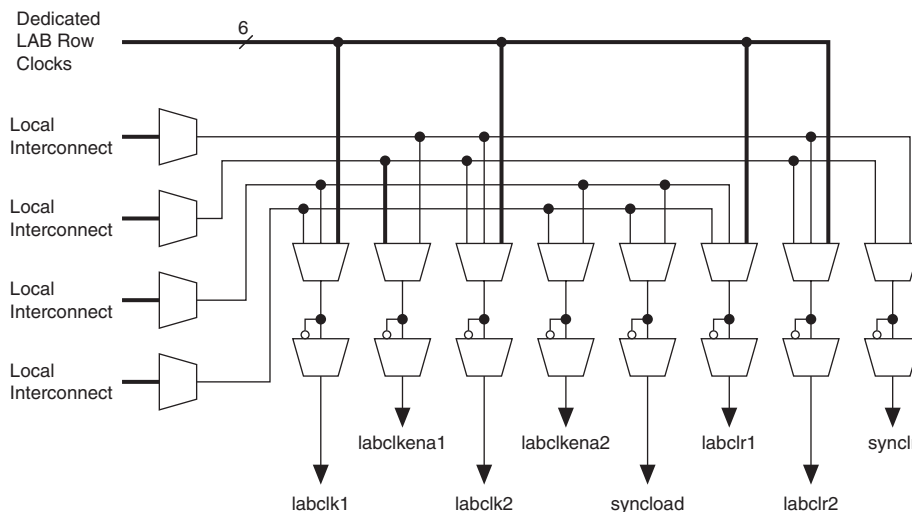 Dedicated
LAB Row
Clocks
6
Local
Interconnect
Local
Interconnect
Local
Interconnect
Local
Interconnect
labclkena1
labclkena2
labclr1
synclr
labclk1
labclk2
syncload
labclr2